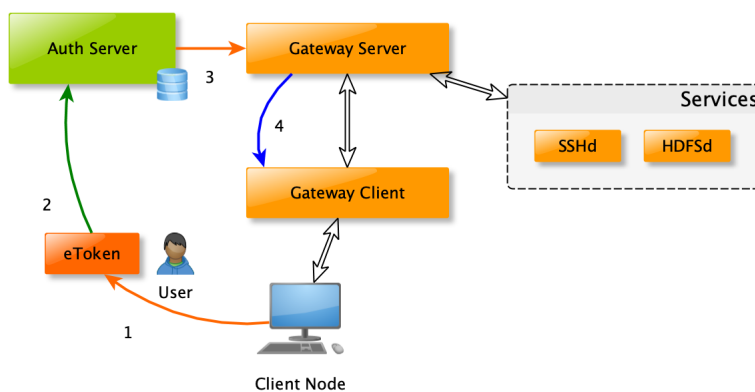 Auth Server
3
Gateway Server
Services
4
SSHd
HDFSd
2
Gateway Client
eToken
User
1
Client Node